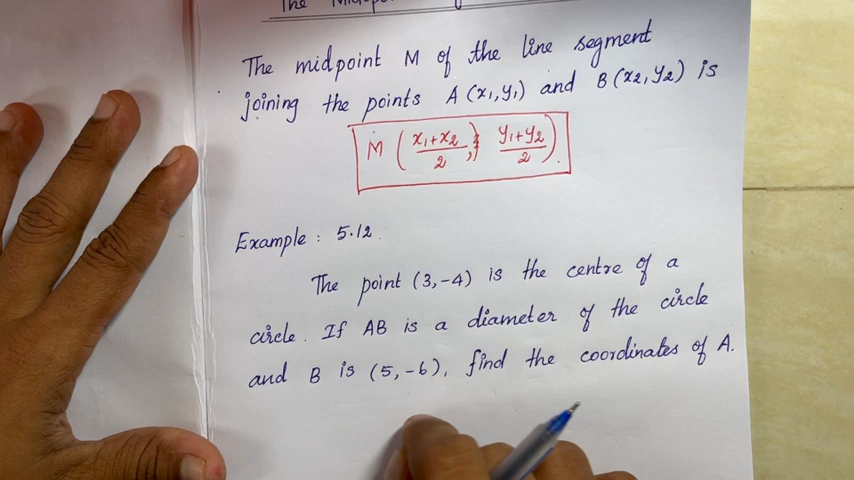 The
The midpoint M of the line segment
joining the points A (x₁,y₁) and B(x₂,y₂) is
M ( x₁+x₂/2 , y₁+y₂/2 ).
Example : 5.12.
The point (3,-4) is the centre of a
circle. If AB is a diameter of the circle
and B is (5,-6), find the coordinates of A.